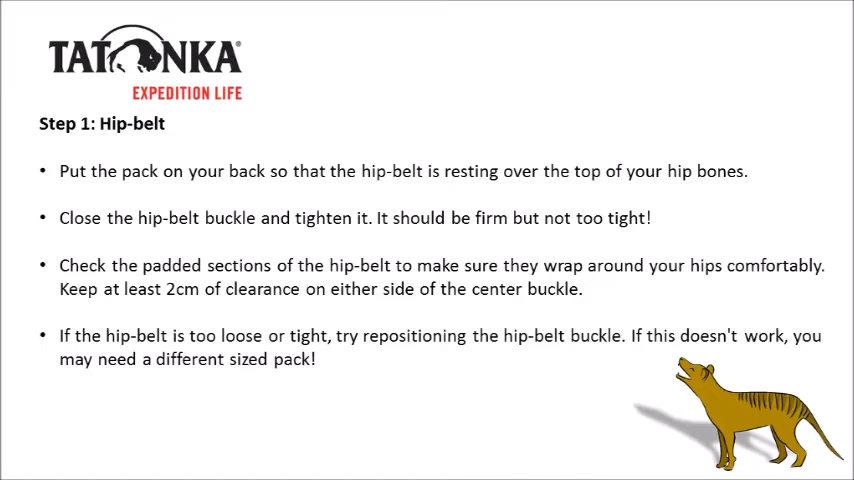 TATONKA®
EXPEDITION LIFE
Step 1: Hip-belt
• Put the pack on your back so that the hip-belt is resting over the top of your hip bones.
• Close the hip-belt buckle and tighten it. It should be firm but not too tight!
• Check the padded sections of the hip-belt to make sure they wrap around your hips comfortably.
Keep at least 2cm of clearance on either side of the center buckle.
• If the hip-belt is too loose or tight, try repositioning the hip-belt buckle. If this doesn't work, you
may need a different sized pack!